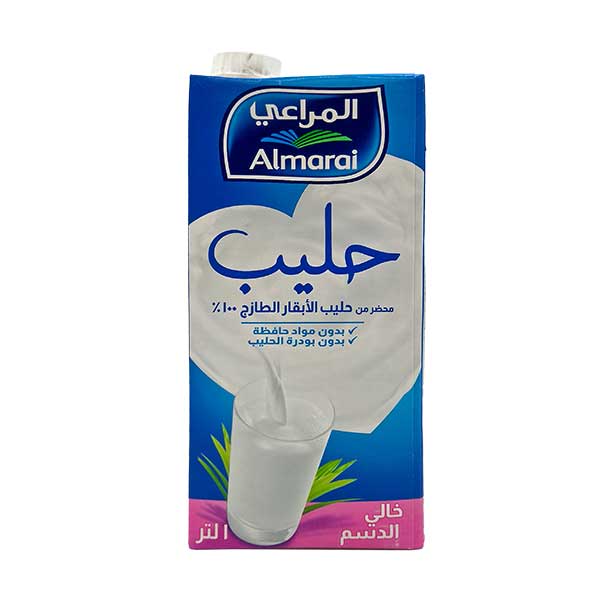 المراعي
Almarai
حليب
محضر من حليب الأبقار الطازج ١٠٠٪
بدون مواد حافظة
بدون بودرة الحليب
خالي
الدسم
١ لتر